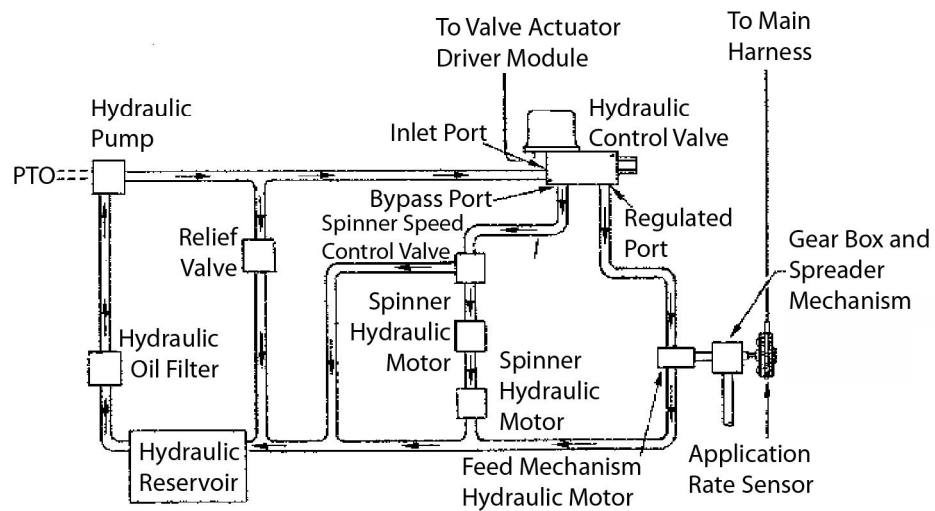 To Valve Actuator
Driver Module
To Main
Harness
Hydraulic
Pump
Inlet Port
Hydraulic
Control Valve
PTO
Bypass Port
Spinner Speed
Control Valve
Regulated
Port
Relief
Valve
Gear Box and
Spreader
Mechanism
Spinner
Hydraulic
Motor
Hydraulic
Oil Filter
Spinner
Hydraulic
Motor
Hydraulic
Reservoir
Feed Mechanism
Hydraulic Motor
Application
Rate Sensor